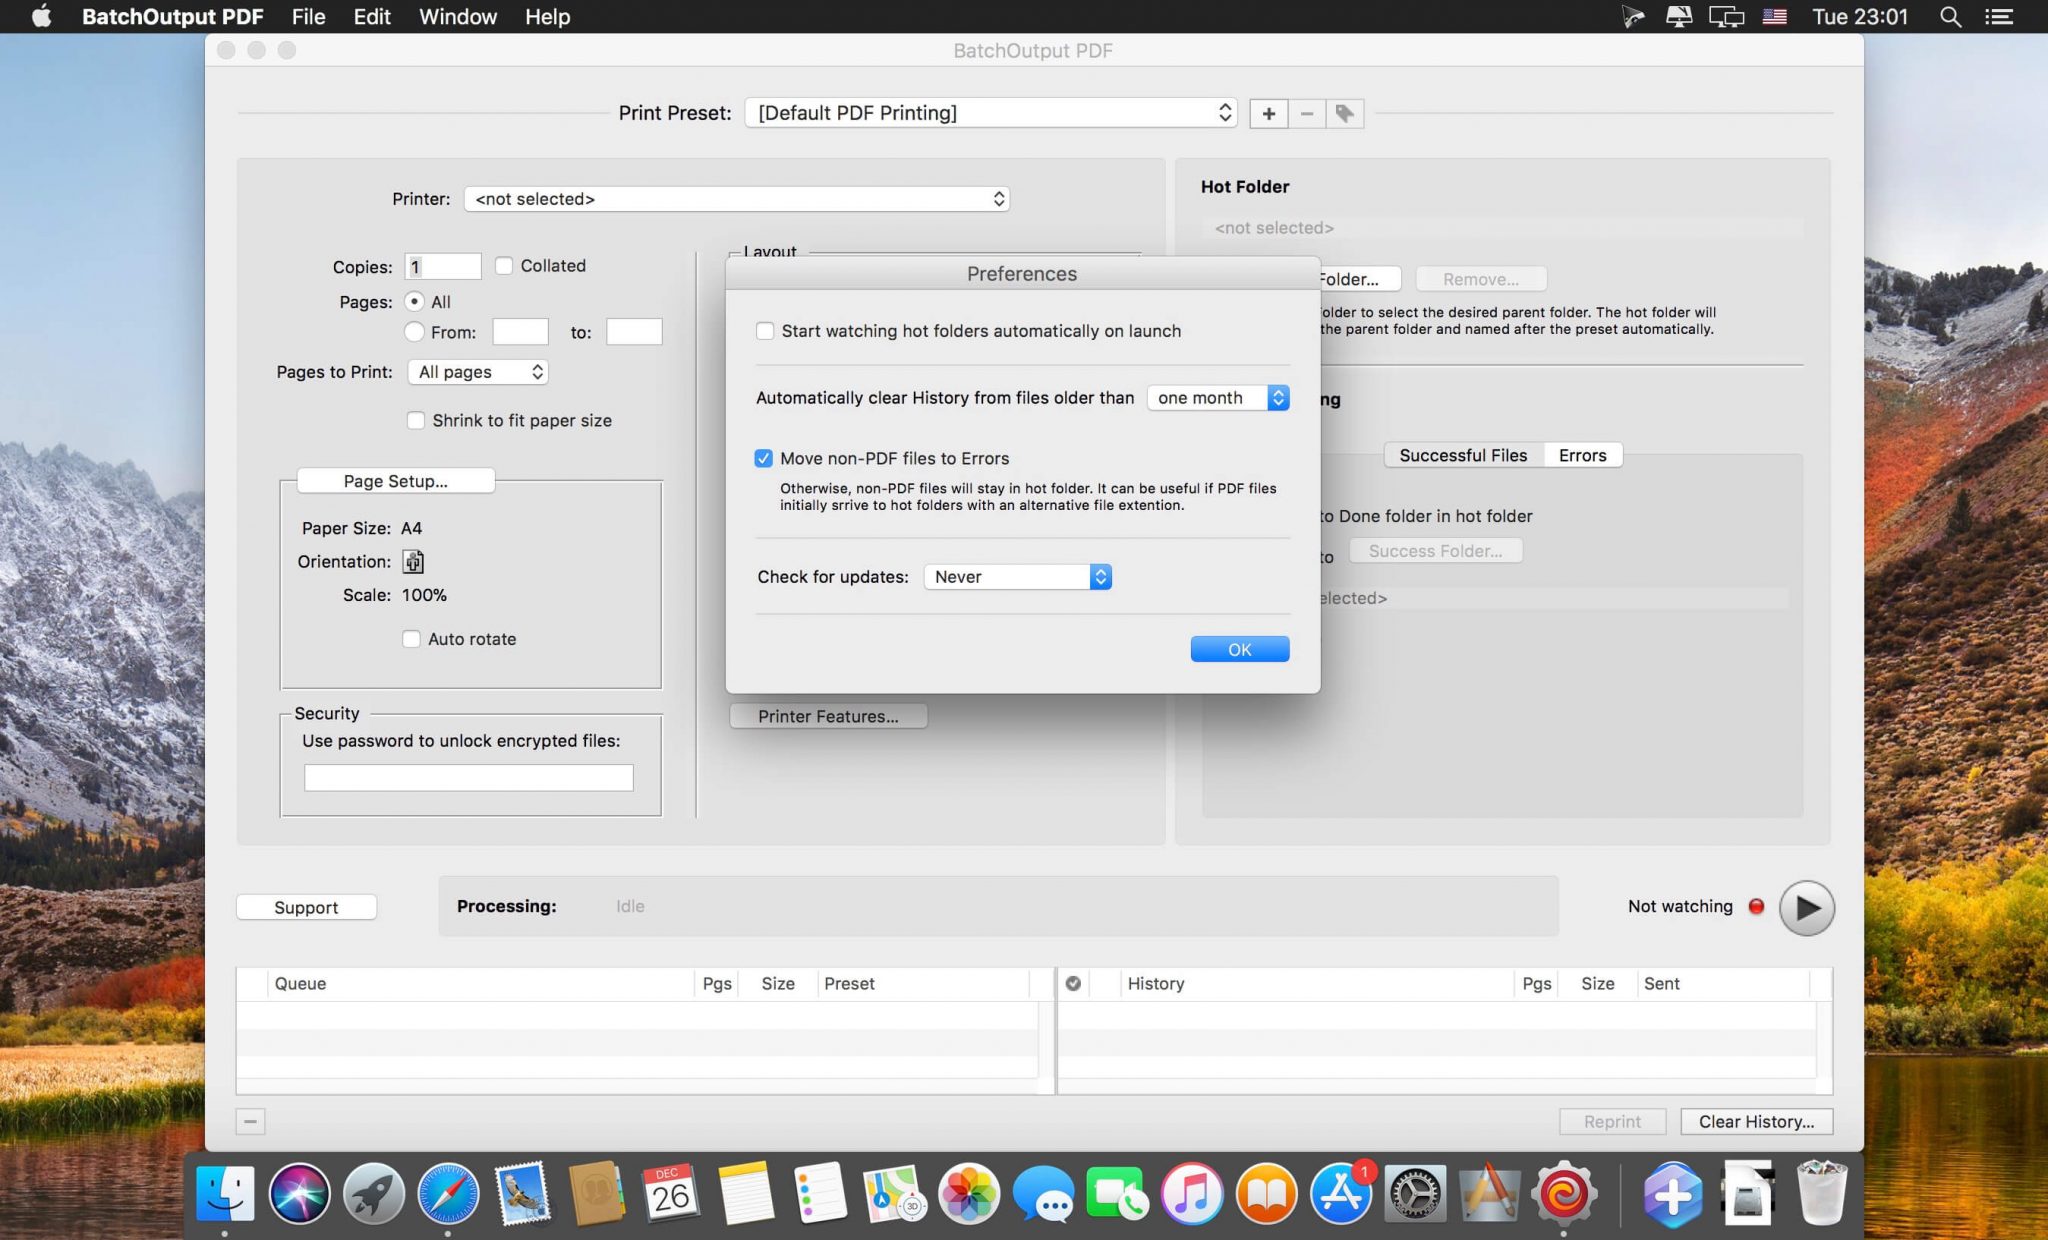 BatchOutput PDF File Edit Window Help Tue 23:01
BatchOutput PDF
Print Preset: [Default PDF Printing] + −
Printer: <not selected>
Copies: 1 Collated
Pages: All
From: to:
Pages to Print: All pages
Shrink to fit paper size
Page Setup...
Paper Size: A4
Orientation:
Scale: 100%
Auto rotate
Security
Use password to unlock encrypted files:
Layout
Printer Features...
Preferences
Start watching hot folders automatically on launch
Automatically clear History from files older than one month
Move non-PDF files to Errors
Otherwise, non-PDF files will stay in hot folder. It can be useful if PDF files
initially srrive to hot folders with an alternative file extention.
Check for updates: Never
OK
Hot Folder
<not selected>
Folder... Remove...
older to select the desired parent folder. The hot folder will
the parent folder and named after the preset automatically.
ng
Successful Files Errors
to Done folder in hot folder
to Success Folder...
elected>
Support Processing: Idle Not watching
Queue Pgs Size Preset History Pgs Size Sent
− Reprint Clear History...
DEC
26
3D
1